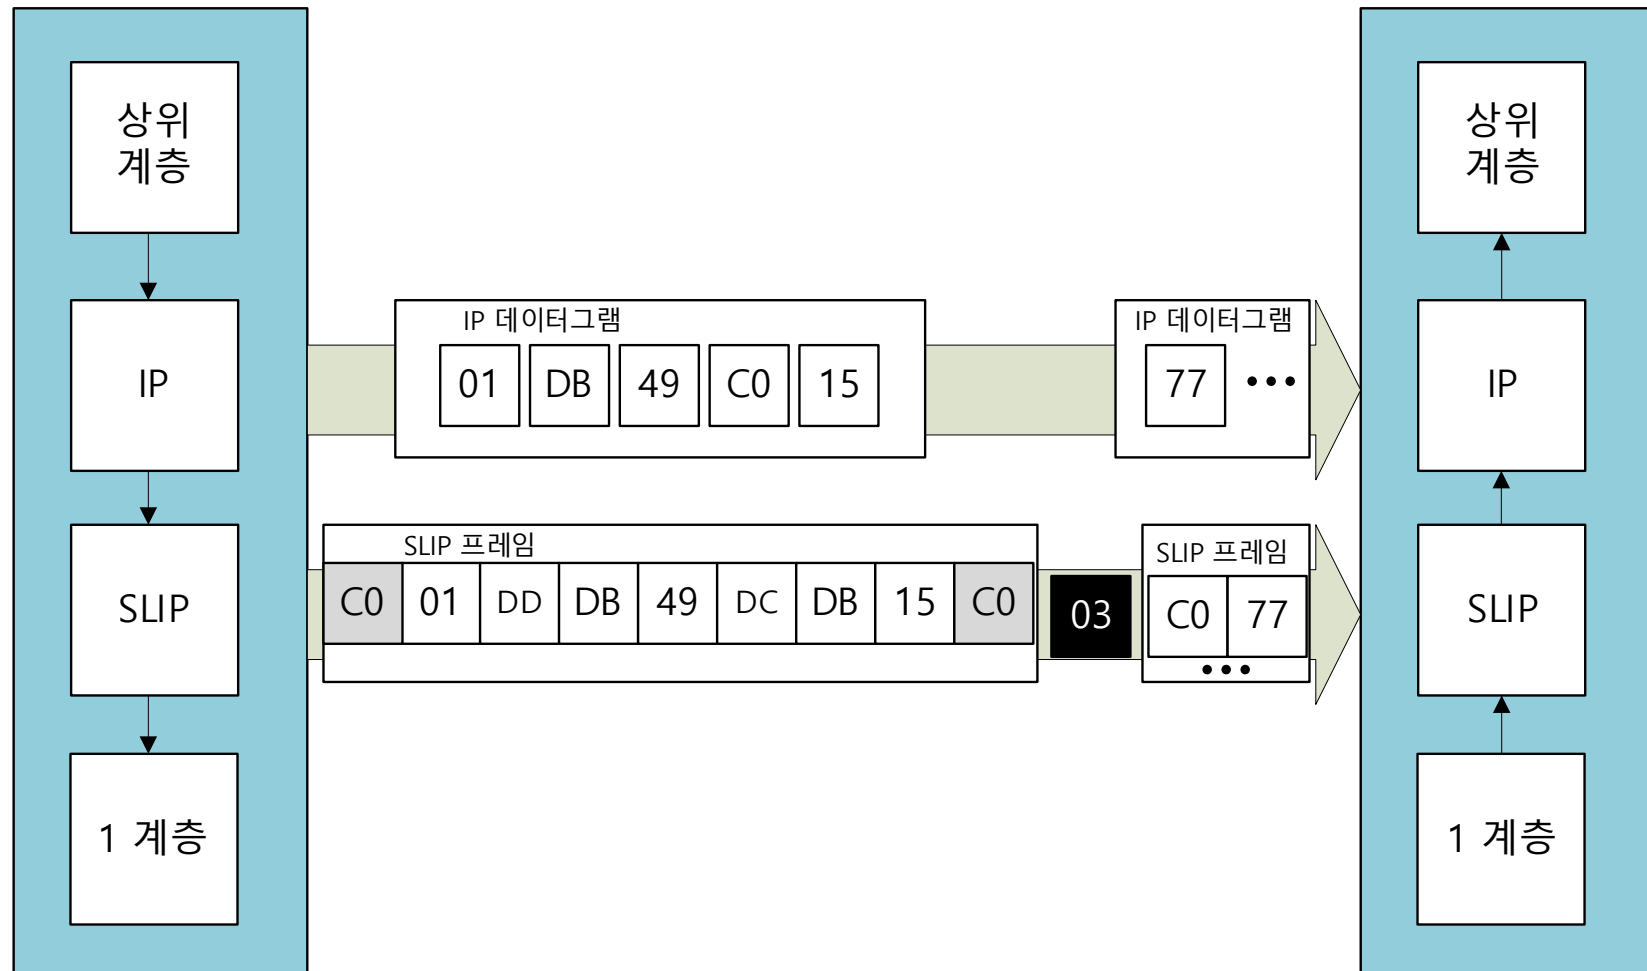 상위
계층
IP
SLIP
1 계층
IP 데이터그램
01 DB 49 C0 15
IP 데이터그램
77 •••
SLIP 프레임
C0 01 DD DB 49 DC DB 15 C0
03
SLIP 프레임
C0 77
•••
상위
계층
IP
SLIP
1 계층